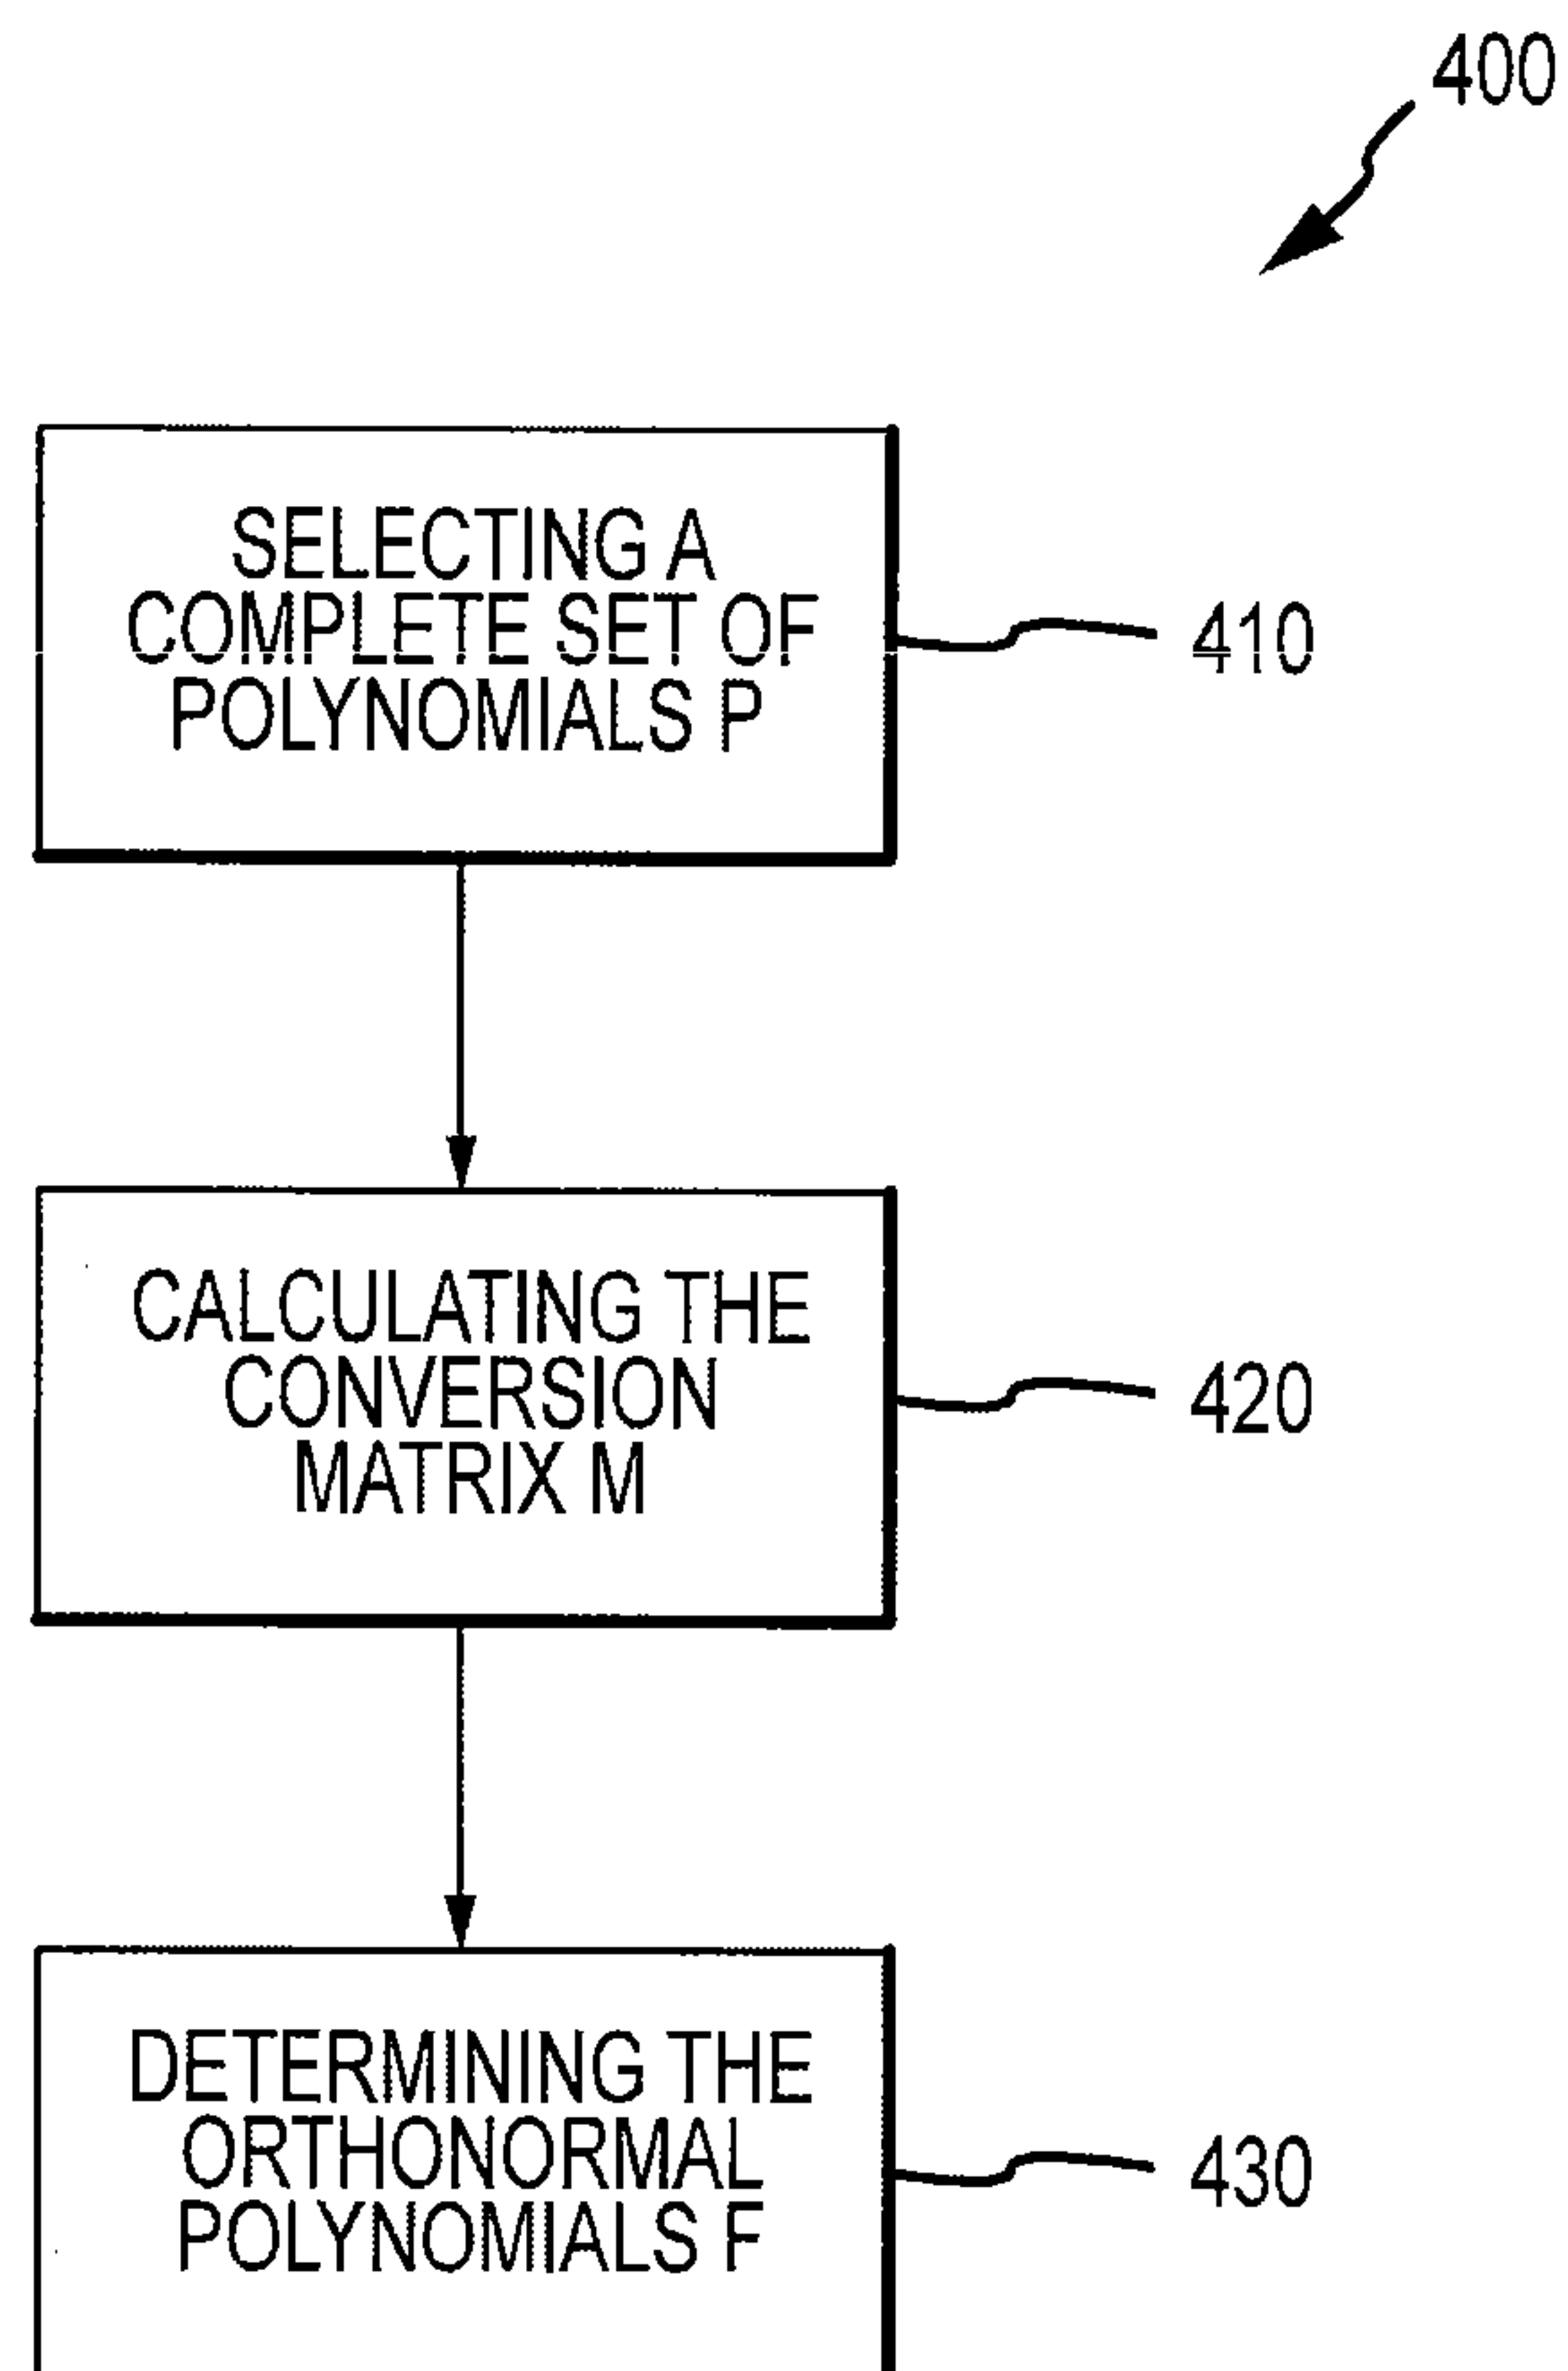 400
SELECTING A
COMPLETE SET OF
POLYNOMIALS P
410
CALCULATING THE
CONVERSION
MATRIX M
420
DETERMINING THE
ORTHONORMAL
POLYNOMIALS F
430